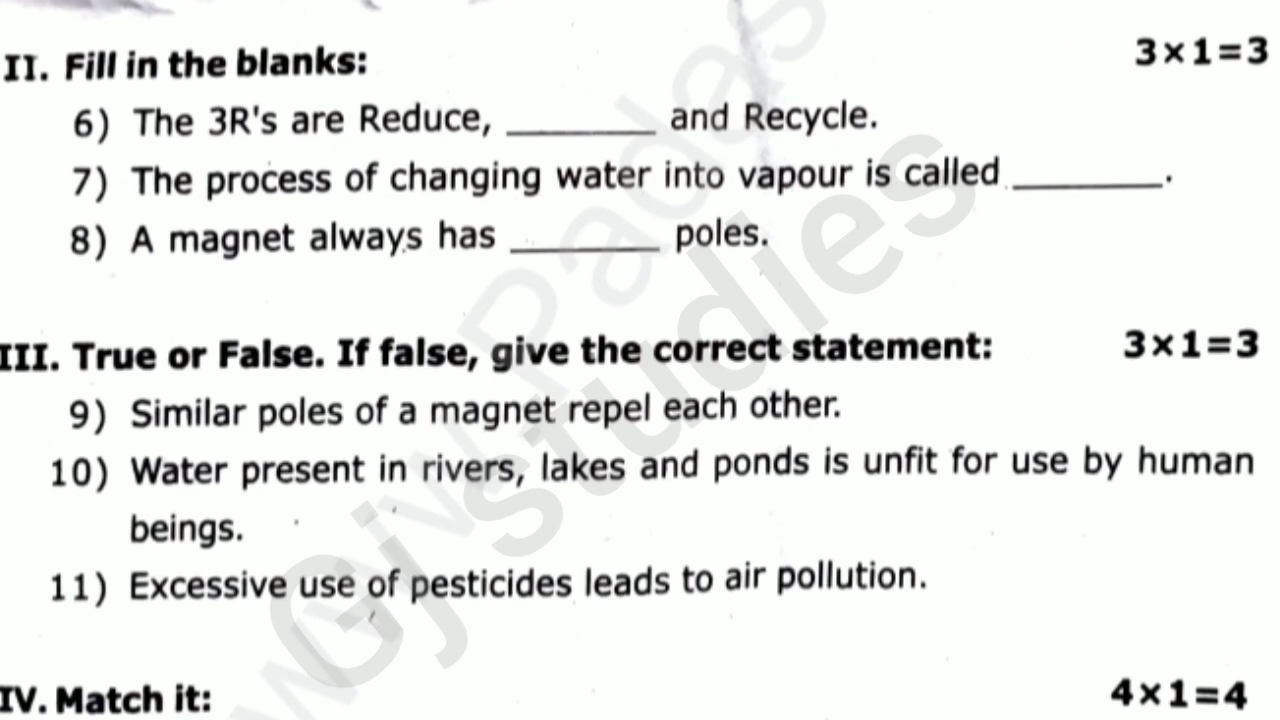 II. Fill in the blanks: 3×1=3
6) The 3R's are Reduce, ________ and Recycle.
7) The process of changing water into vapour is called ________.
8) A magnet always has ________ poles.
III. True or False. If false, give the correct statement: 3×1=3
9) Similar poles of a magnet repel each other.
10) Water present in rivers, lakes and ponds is unfit for use by human
beings.
11) Excessive use of pesticides leads to air pollution.
IV. Match it: 4×1=4
Gj studies